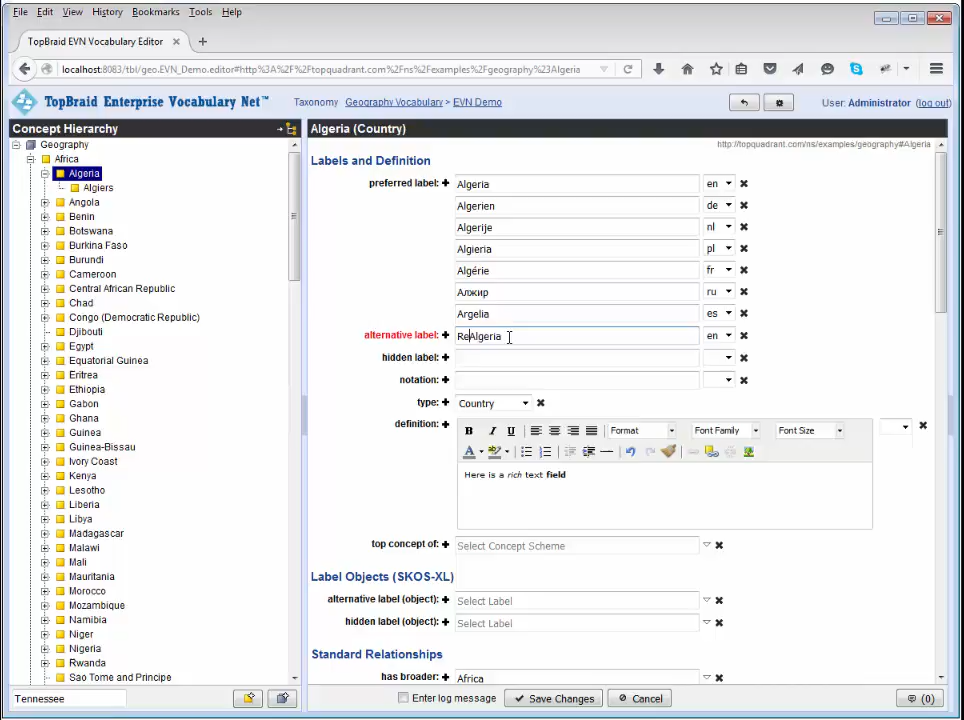 File Edit View History Bookmarks Tools Help
TopBraid EVN Vocabulary Editor
localhost:8083/tbl/geo.EVN_Demo.editor#http%3A%2F%2Ftopquadrant.com%2Fns%2Fexamples%2Fgeography%23Algeria
TopBraid Enterprise Vocabulary Net™ Taxonomy Geography Vocabulary > EVN Demo User: Administrator (log out)
Concept Hierarchy
Geography
Africa
Algeria
Algiers
Angola
Benin
Botswana
Burkina Faso
Burundi
Cameroon
Central African Republic
Chad
Congo (Democratic Republic)
Djibouti
Egypt
Equatorial Guinea
Eritrea
Ethiopia
Gabon
Ghana
Guinea
Guinea-Bissau
Ivory Coast
Kenya
Lesotho
Liberia
Libya
Madagascar
Malawi
Mali
Mauritania
Morocco
Mozambique
Namibia
Niger
Nigeria
Rwanda
Sao Tome and Principe
Tennessee
Algeria (Country)
http://topquadrant.com/ns/examples/geography#Algeria
Labels and Definition
preferred label: Algeria en
Algerien de
Algerije nl
Algieria pl
Algérie fr
Алжир ru
Argelia es
alternative label: ReAlgeria en
hidden label:
notation:
type: Country
definition:
B I U Format Font Family Font Size
Here is a rich text field
top concept of: Select Concept Scheme
Label Objects (SKOS-XL)
alternative label (object): Select Label
hidden label (object): Select Label
Standard Relationships
has broader: Africa
Enter log message Save Changes Cancel (0)